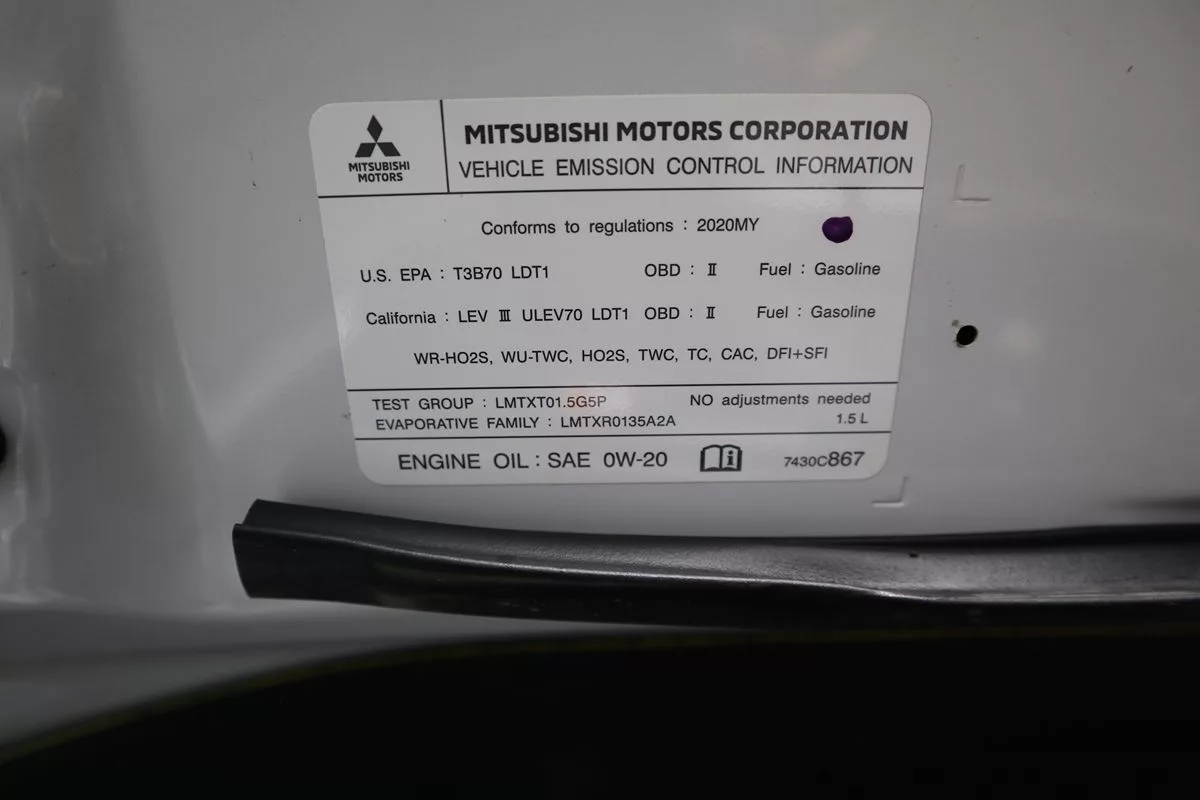 MITSUBISHI
MOTORS
MITSUBISHI MOTORS CORPORATION
VEHICLE EMISSION CONTROL INFORMATION
Conforms to regulations : 2020MY
U.S. EPA : T3B70 LDT1 OBD : Ⅱ Fuel : Gasoline
California : LEV Ⅲ ULEV70 LDT1 OBD : Ⅱ Fuel : Gasoline
WR-HO2S, WU-TWC, HO2S, TWC, TC, CAC, DFI+SFI
TEST GROUP : LMTXT01.5G5P NO adjustments needed
EVAPORATIVE FAMILY : LMTXR0135A2A 1.5 L
ENGINE OIL : SAE 0W-20 7430C867